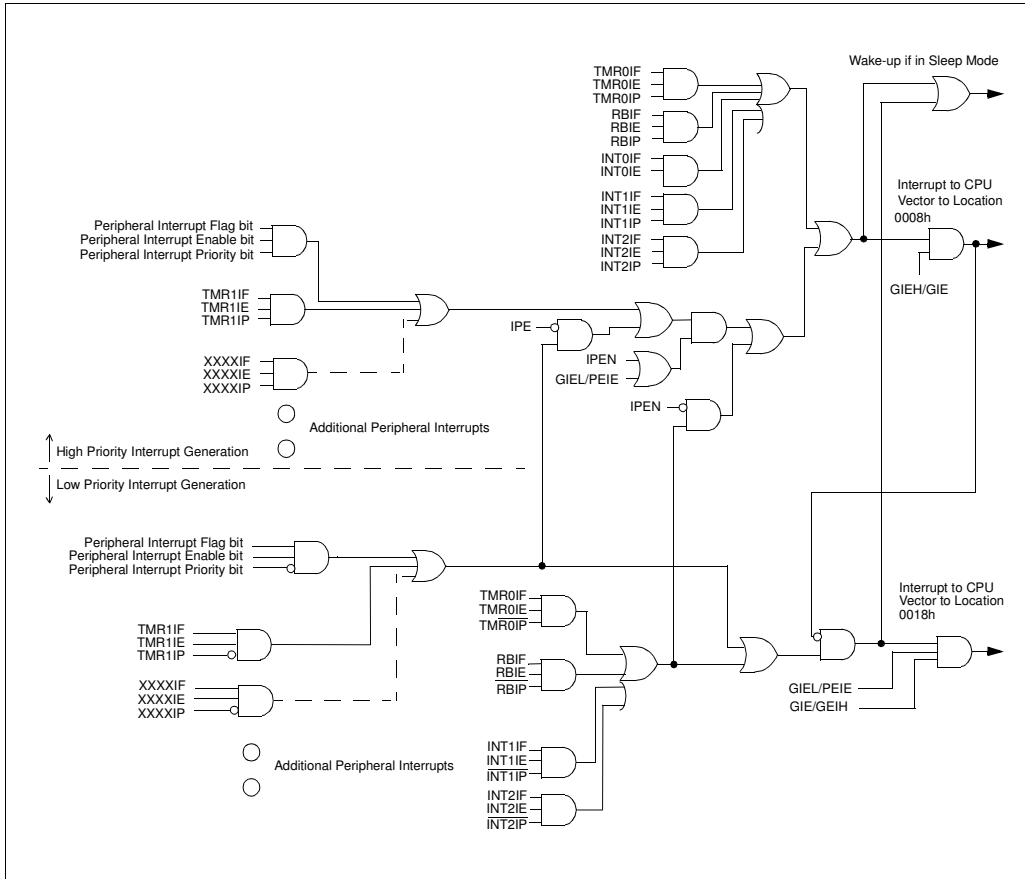 Wake-up if in Sleep Mode
TMR0IF
TMR0IE
TMR0IP
RBIF
RBIE
RBIP
INT0IF
INT0IE
INT1IF
INT1IE
INT1IP
INT2IF
INT2IE
INT2IP
Interrupt to CPU
Vector to Location
0008h
GIEH/GIE
Peripheral Interrupt Flag bit
Peripheral Interrupt Enable bit
Peripheral Interrupt Priority bit
TMR1IF
TMR1IE
TMR1IP
XXXXIF
XXXXIE
XXXXIP
Additional Peripheral Interrupts
IPE
IPEN
GIEL/PEIE
IPEN
High Priority Interrupt Generation
Low Priority Interrupt Generation
Peripheral Interrupt Flag bit
Peripheral Interrupt Enable bit
Peripheral Interrupt Priority bit
TMR1IF
TMR1IE
TMR1IP
XXXXIF
XXXXIE
XXXXIP
Additional Peripheral Interrupts
TMR0IF
TMR0IE
TMR0IP
RBIF
RBIE
RBIP
INT1IF
INT1IE
INT1IP
INT2IF
INT2IE
INT2IP
Interrupt to CPU
Vector to Location
0018h
GIEL/PEIE
GIE/GEIH